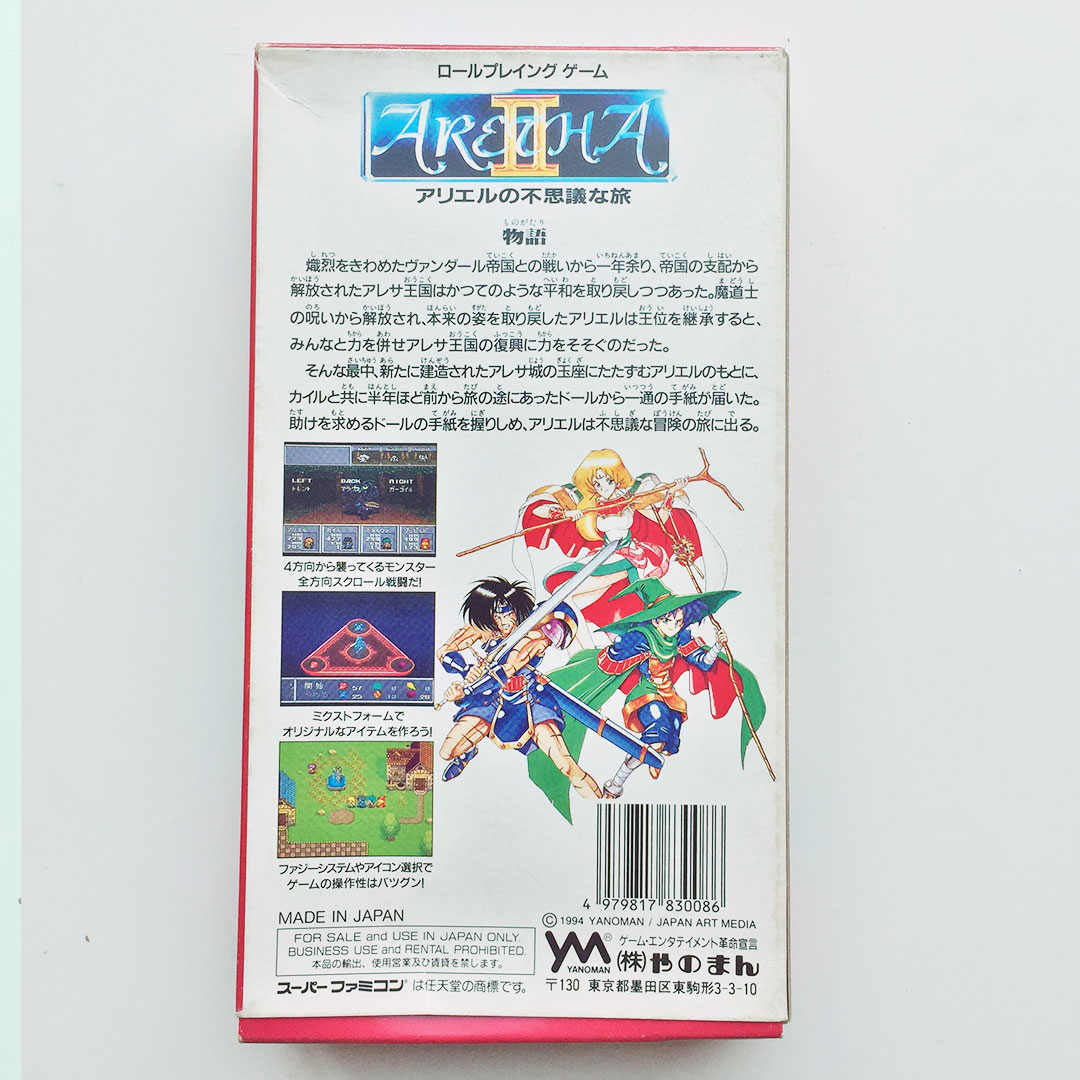 ロールプレイング ゲーム
ARETHA II
アリエルの不思議な旅
ものがたり
物語
熾烈をきわめたヴァンダール帝国との戦いから一年余り、帝国の支配から
解放されたアレサ王国はかつてのような平和を取り戻しつつあった。魔道士
の呪いから解放され、本来の姿を取り戻したアリエルは王位を継承すると、
みんなと力を併せアレサ王国の復興に力をそそぐのだった。
そんな最中、新たに建造されたアレサ城の玉座にたたずむアリエルのもとに、
カイルと共に半年ほど前から旅の途にあったドールから一通の手紙が届いた。
助けを求めるドールの手紙を握りしめ、アリエルは不思議な冒険の旅に出る。
LEFT BACK RIGHT
トレント ガーゴイル
アリエル
4方向から襲ってくるモンスター
全方向スクロール戦闘だ!
開始 57 0 0
25 13 28
ミクストフォームで
オリジナルなアイテムを作ろう!
ファジーシステムやアイコン選択で
ゲームの操作性はバツグン!
4 979817 830086
MADE IN JAPAN
© 1994 YANOMAN / JAPAN ART MEDIA
FOR SALE and USE IN JAPAN ONLY.
BUSINESS USE and RENTAL PROHIBITED.
本品の輸出、使用営業及び賃貸を禁じます。
スーパーファミコン®は任天堂の商標です。
YM®
YANOMAN
ゲーム・エンタテイメント革命宣言
(株)やのまん
〒130 東京都墨田区東駒形3-3-10